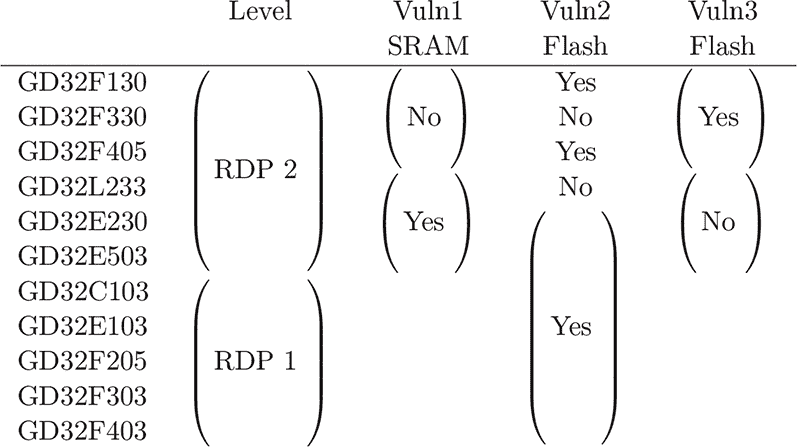 Level Vuln1 Vuln2 Vuln3
SRAM Flash Flash
GD32F130 Yes
GD32F330 No No Yes
GD32F405 Yes
RDP 2
GD32L233 No
GD32E230 Yes No
GD32E503
GD32C103
GD32E103 Yes
GD32F205 RDP 1
GD32F303
GD32F403